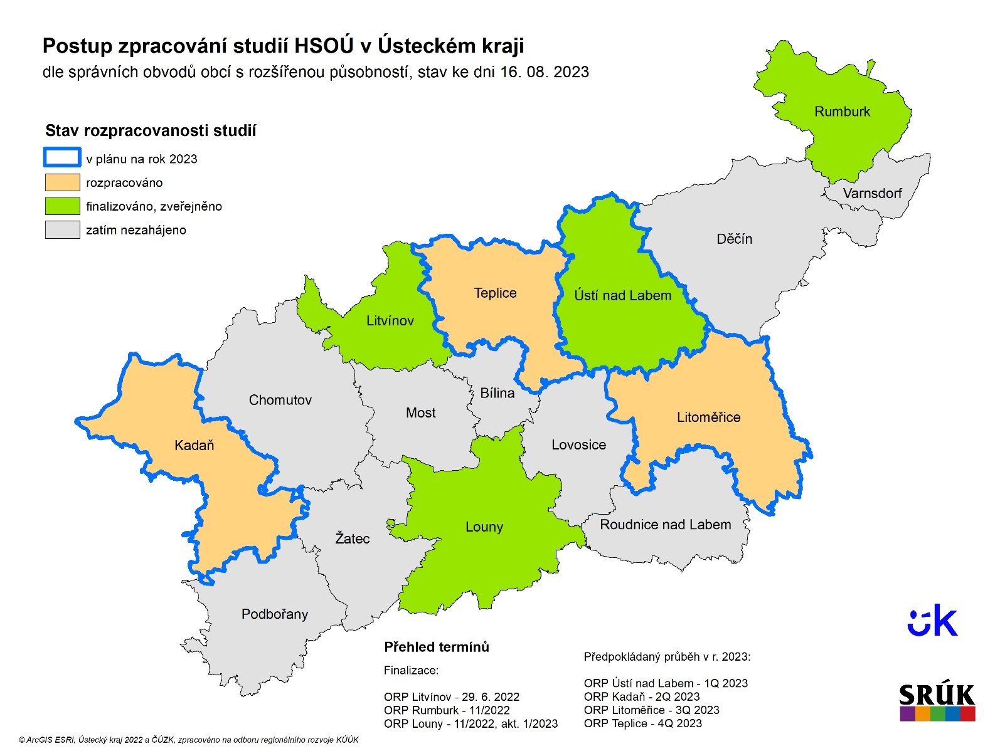 Postup zpracování studií HSOÚ v Ústeckém kraji
dle správních obvodů obcí s rozšířenou působností, stav ke dni 16. 08. 2023
Stav rozpracovanosti studií
v plánu na rok 2023
rozpracováno
finalizováno, zveřejněno
zatím nezahájeno
Rumburk
Varnsdorf
Děčín
Teplice
Ústí nad Labem
Litvínov
Bílina
Chomutov
Most
Litoměřice
Kadaň
Lovosice
Roudnice nad Labem
Louny
Žatec
Podbořany
Přehled termínů
Finalizace:
ORP Litvínov - 29. 6. 2022
ORP Rumburk - 11/2022
ORP Louny - 11/2022, akt. 1/2023
Předpokládaný průběh v r. 2023:
ORP Ústí nad Labem - 1Q 2023
ORP Kadaň - 2Q 2023
ORP Litoměřice - 3Q 2023
ORP Teplice - 4Q 2023
úk
SRÚK
© ArcGIS ESRI, Ústecký kraj 2022 a ČÚZK, zpracováno na odboru regionálního rozvoje KÚÚK